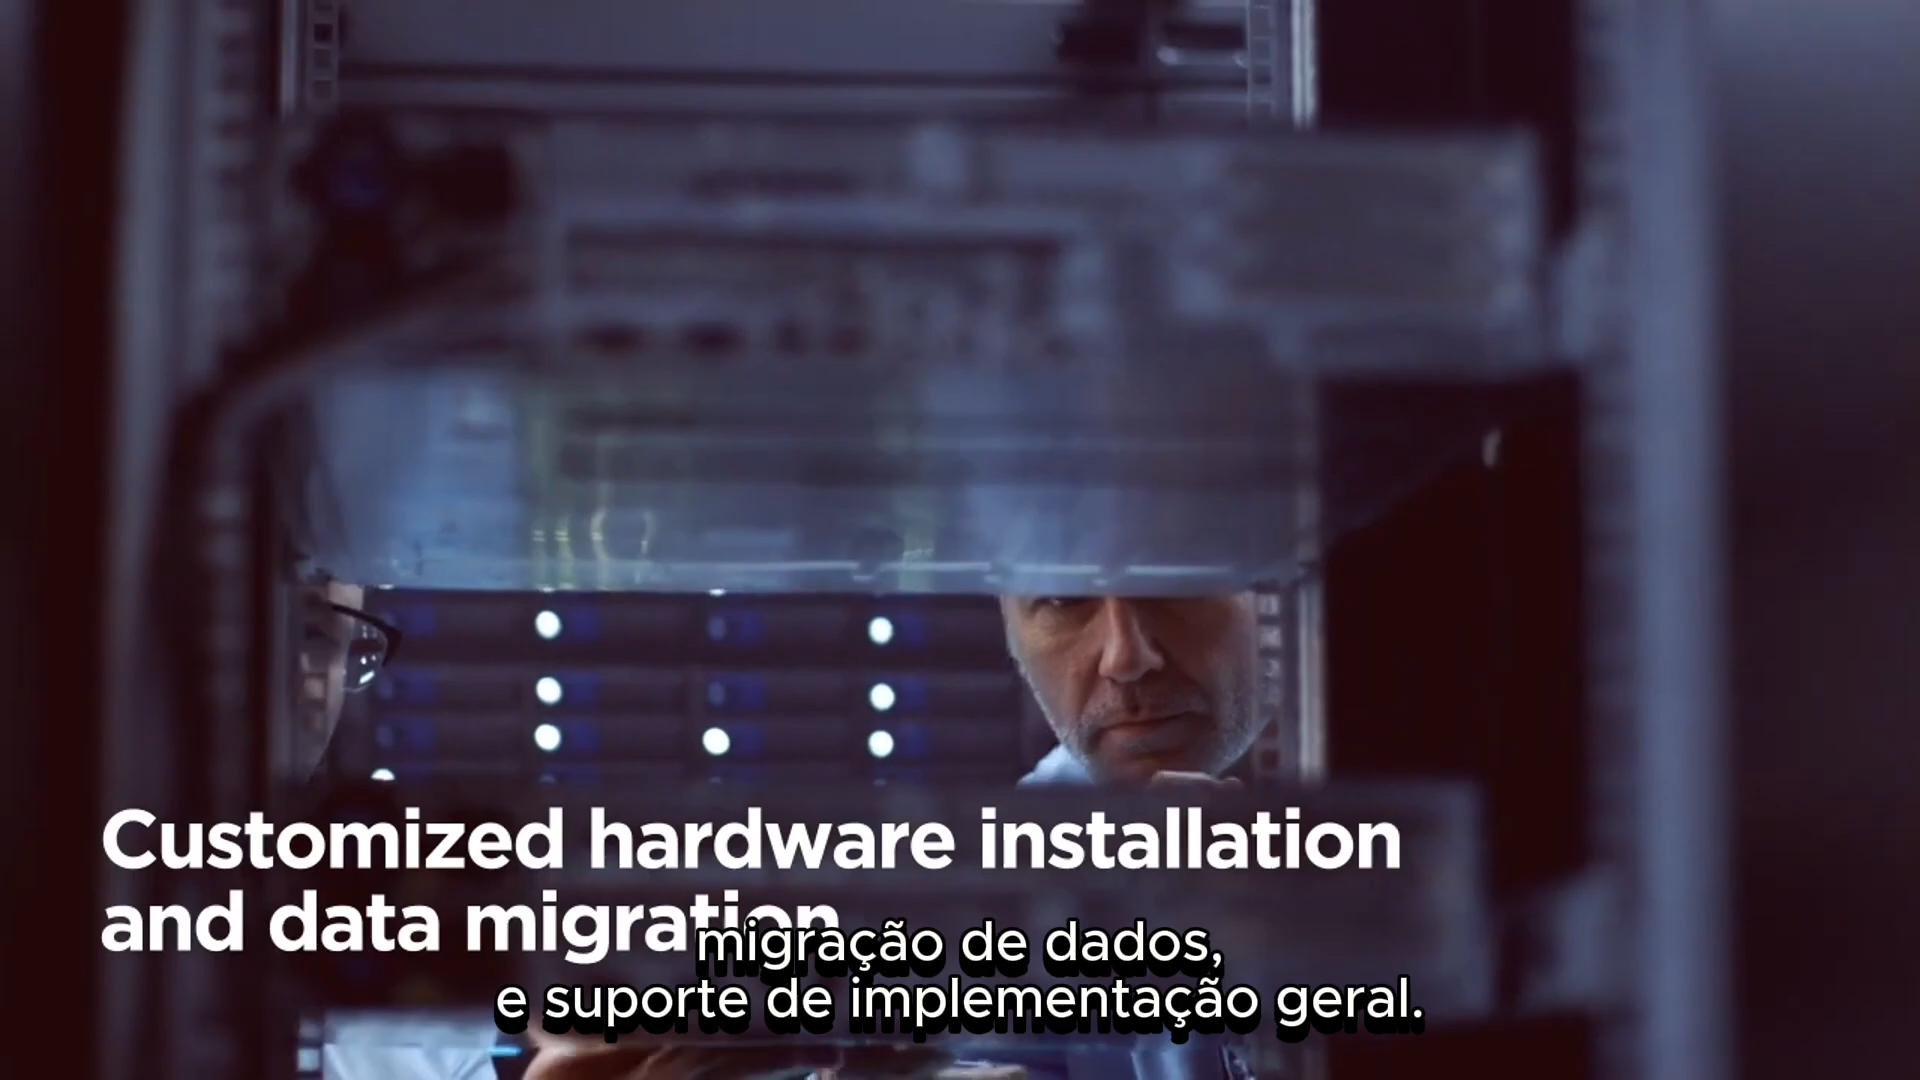 Customized hardware installation
and data migration
migração de dados,
e suporte de implementação geral.